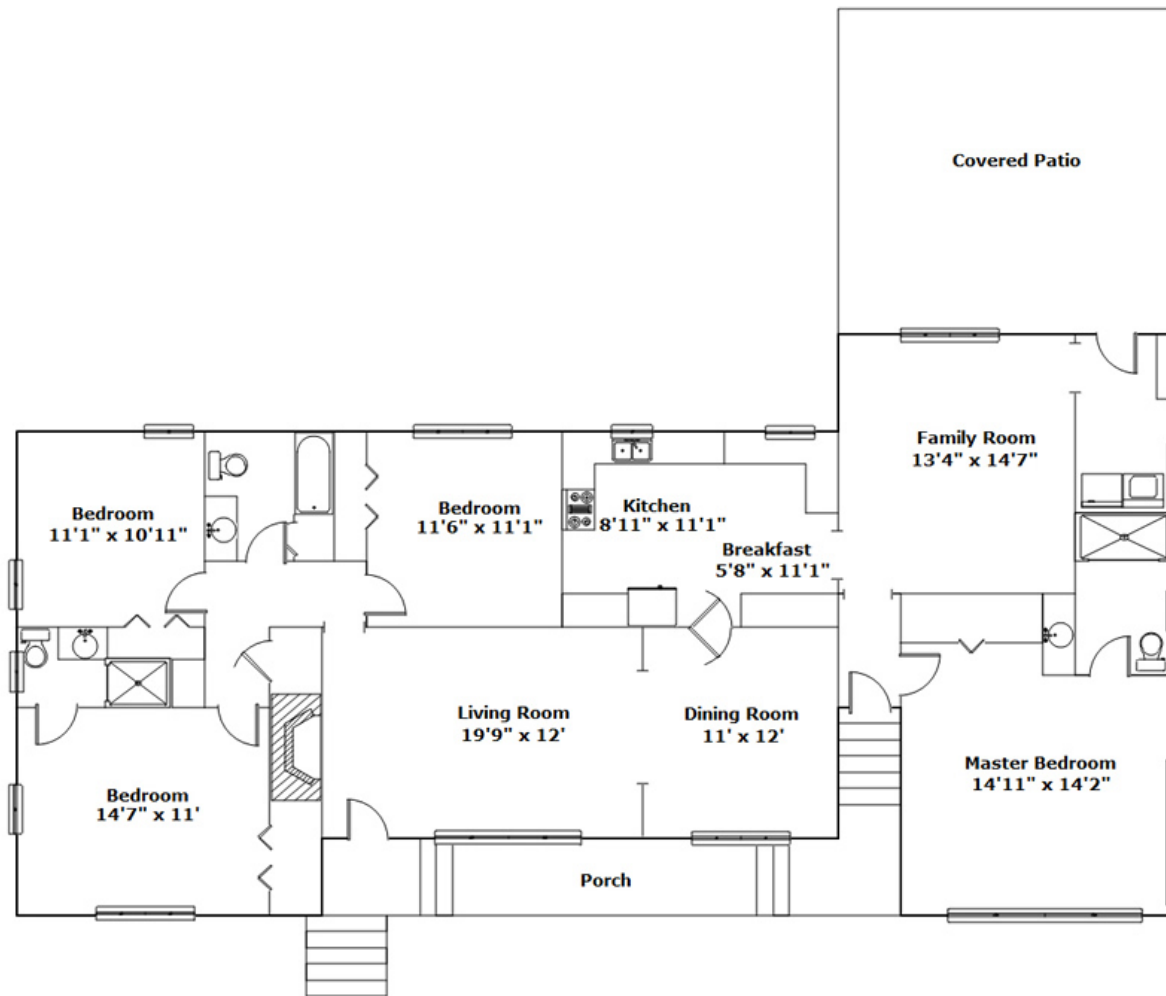 Covered Patio
Family Room
13'4" x 14'7"
Bedroom
11'1" x 10'11"
Bedroom
11'6" x 11'1"
Kitchen
8'11" x 11'1"
Breakfast
5'8" x 11'1"
Living Room
19'9" x 12'
Dining Room
11' x 12'
Master Bedroom
14'11" x 14'2"
Bedroom
14'7" x 11'
Porch